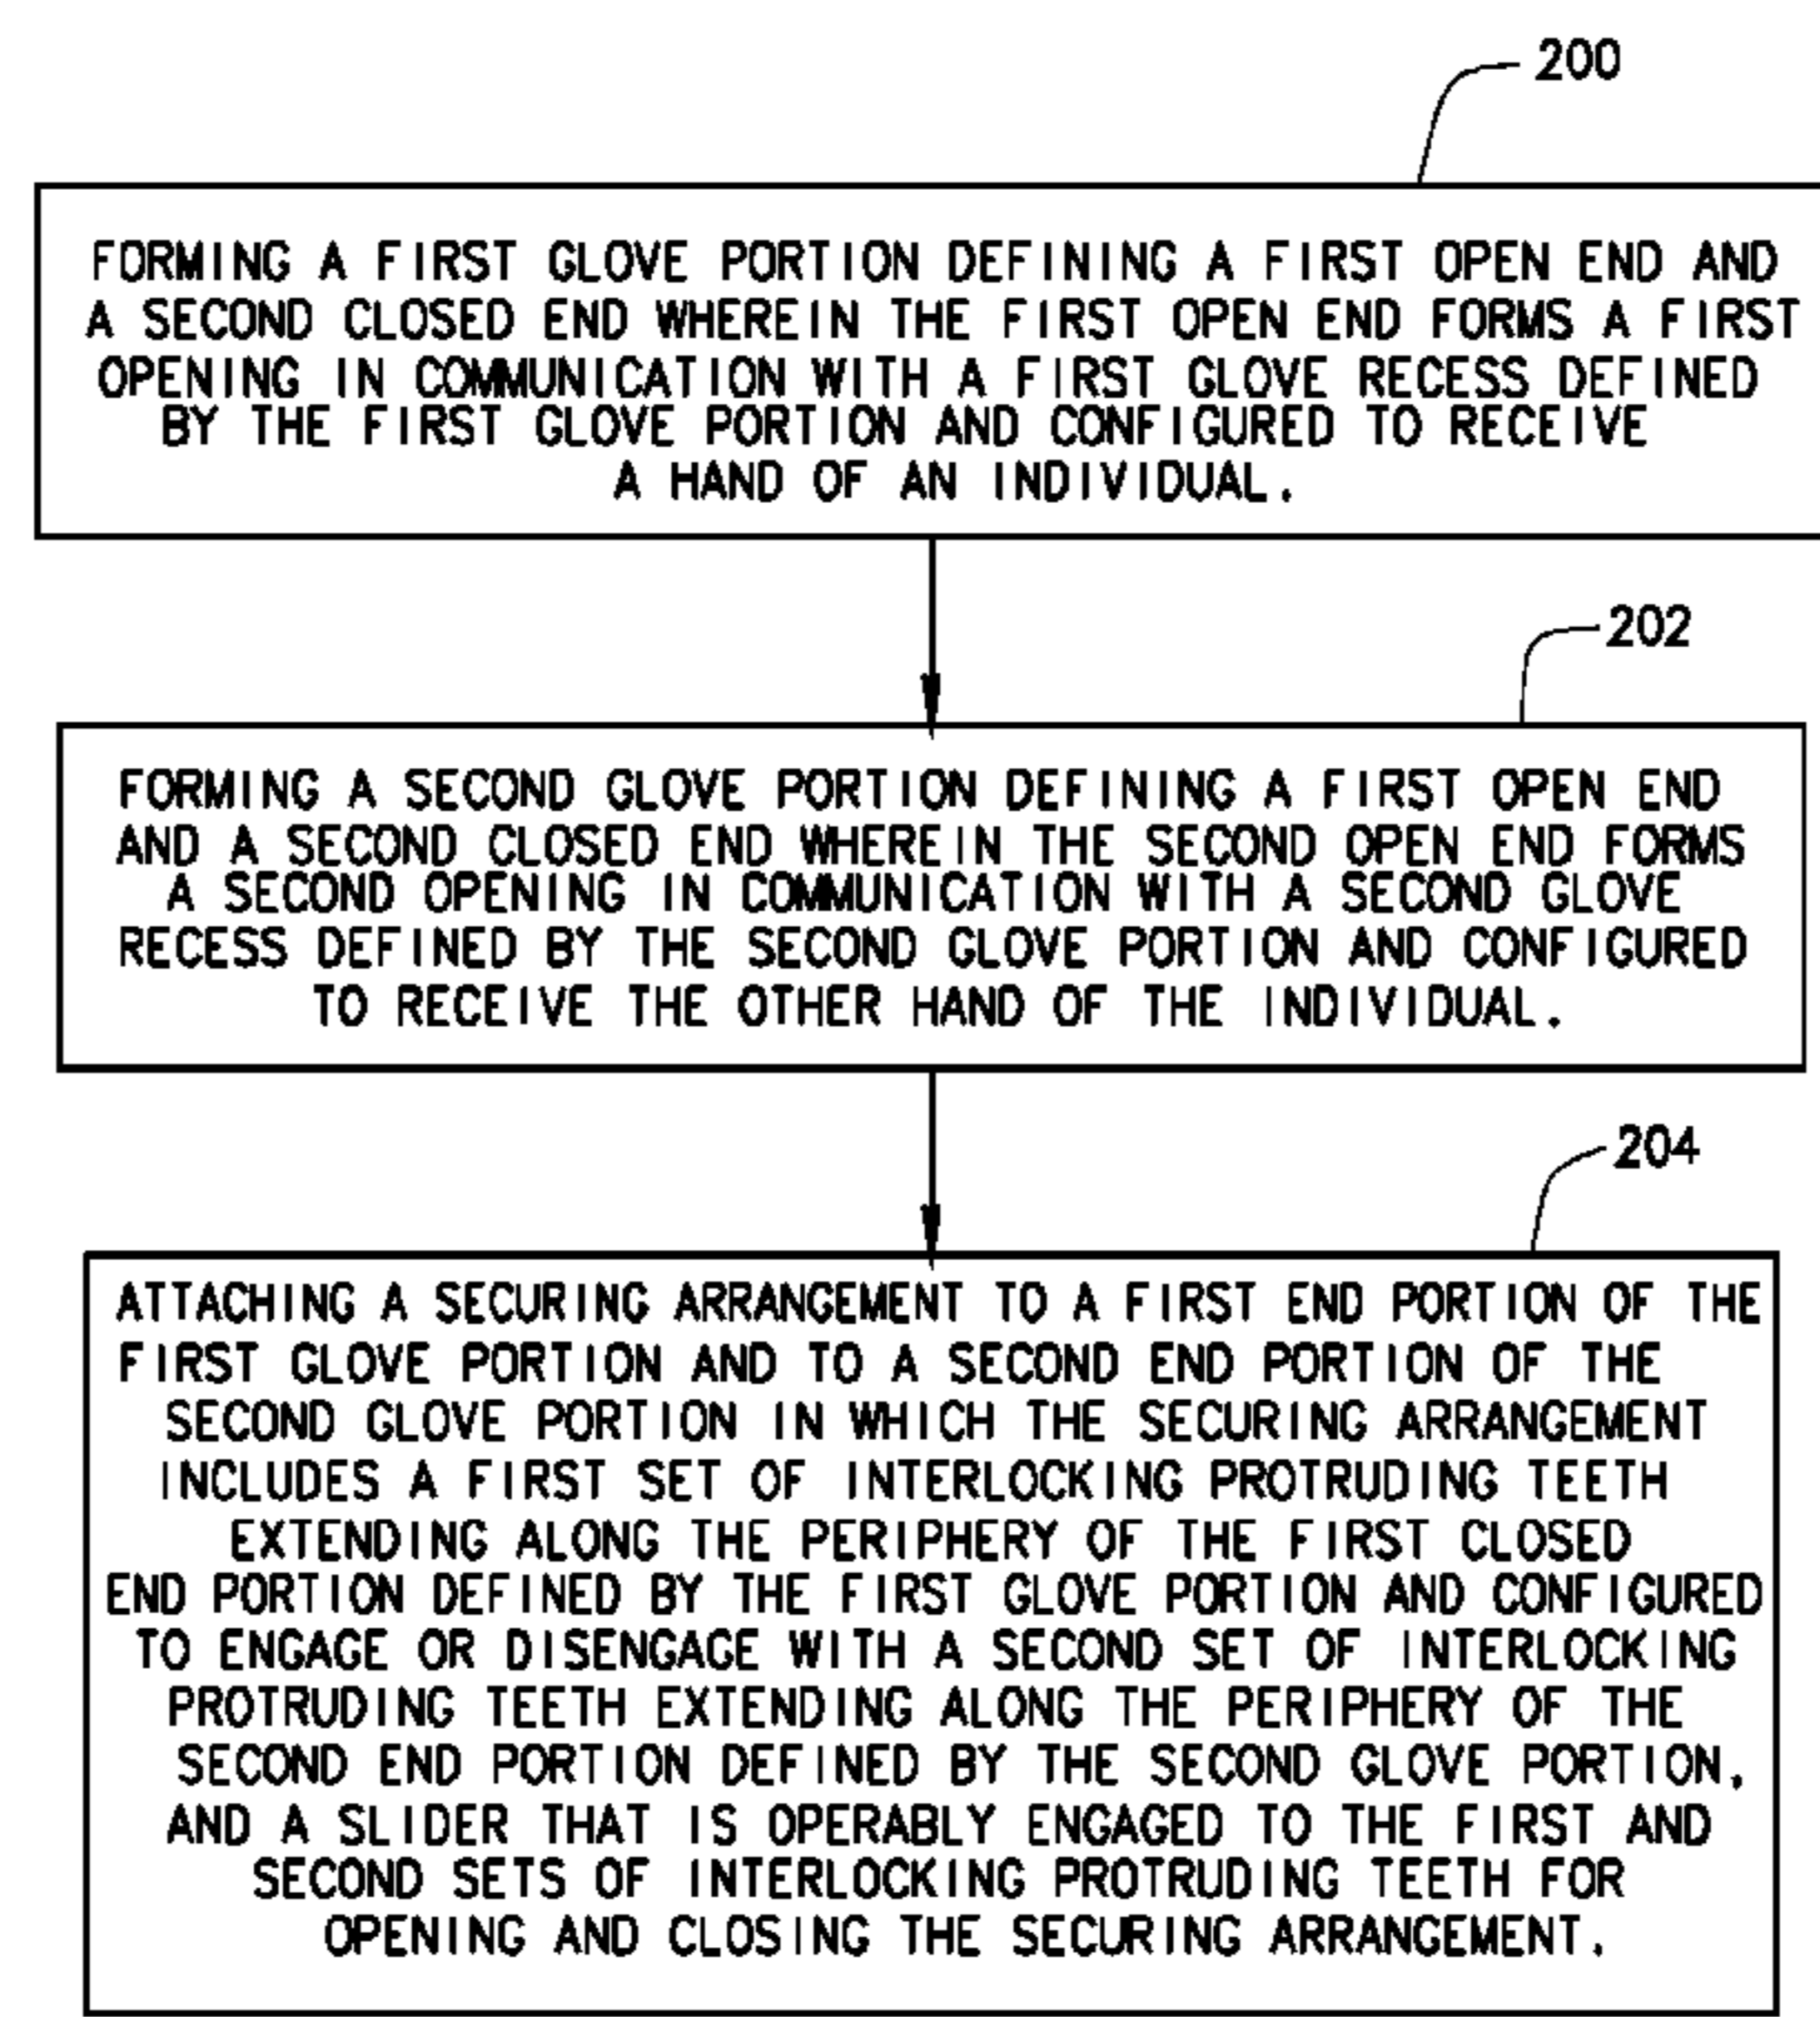 200
FORMING A FIRST GLOVE PORTION DEFINING A FIRST OPEN END AND
A SECOND CLOSED END WHEREIN THE FIRST OPEN END FORMS A FIRST
OPENING IN COMMUNICATION WITH A FIRST GLOVE RECESS DEFINED
BY THE FIRST GLOVE PORTION AND CONFIGURED TO RECEIVE
A HAND OF AN INDIVIDUAL.
202
FORMING A SECOND GLOVE PORTION DEFINING A FIRST OPEN END
AND A SECOND CLOSED END WHEREIN THE SECOND OPEN END FORMS
A SECOND OPENING IN COMMUNICATION WITH A SECOND GLOVE
RECESS DEFINED BY THE SECOND GLOVE PORTION AND CONFIGURED
TO RECEIVE THE OTHER HAND OF THE INDIVIDUAL.
204
ATTACHING A SECURING ARRANGEMENT TO A FIRST END PORTION OF THE
FIRST GLOVE PORTION AND TO A SECOND END PORTION OF THE
SECOND GLOVE PORTION IN WHICH THE SECURING ARRANGEMENT
INCLUDES A FIRST SET OF INTERLOCKING PROTRUDING TEETH
EXTENDING ALONG THE PERIPHERY OF THE FIRST CLOSED
END PORTION DEFINED BY THE FIRST GLOVE PORTION AND CONFIGURED
TO ENGAGE OR DISENGAGE WITH A SECOND SET OF INTERLOCKING
PROTRUDING TEETH EXTENDING ALONG THE PERIPHERY OF THE
SECOND END PORTION DEFINED BY THE SECOND GLOVE PORTION,
AND A SLIDER THAT IS OPERABLY ENGAGED TO THE FIRST AND
SECOND SETS OF INTERLOCKING PROTRUDING TEETH FOR
OPENING AND CLOSING THE SECURING ARRANGEMENT.